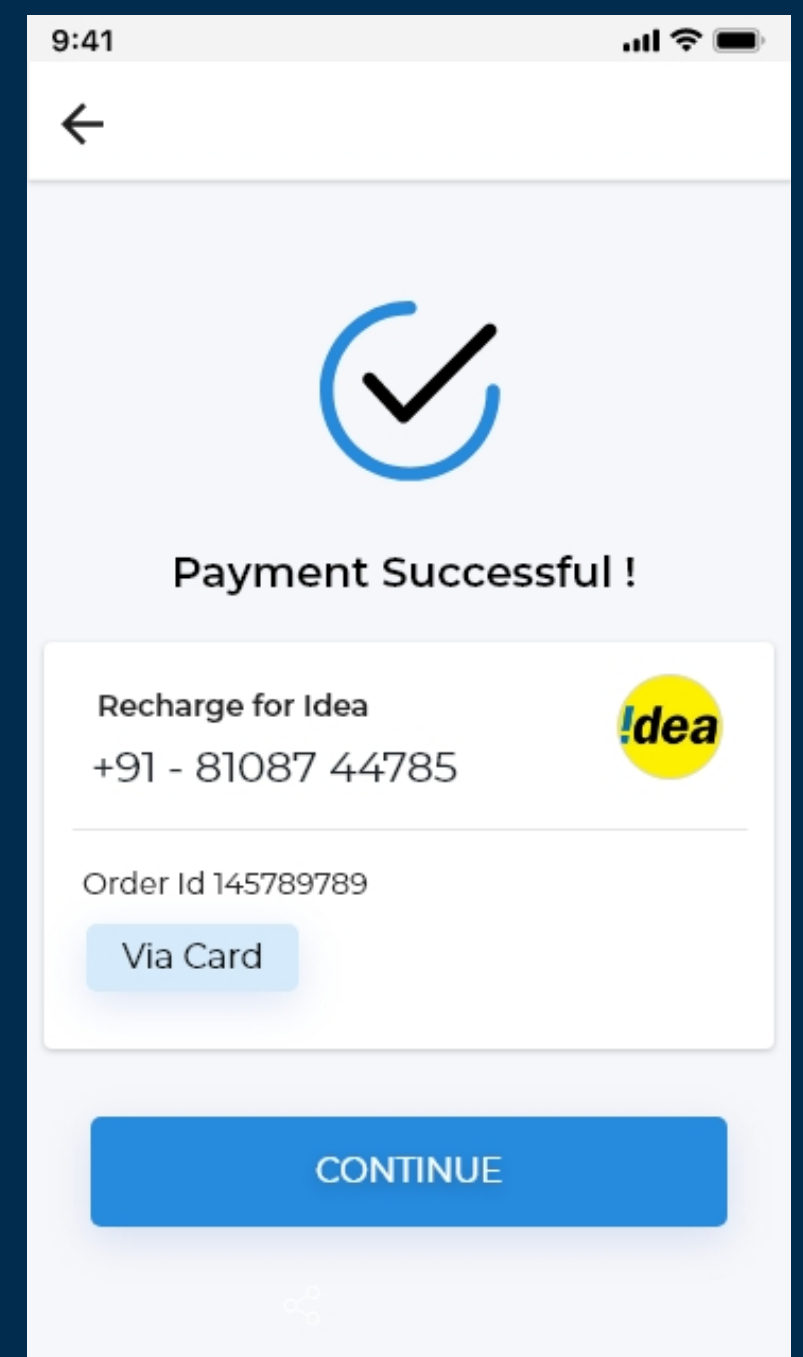 9:41
Payment Successful !
Recharge for Idea
!dea
+91 - 81087 44785
Order Id 145789789
Via Card
CONTINUE